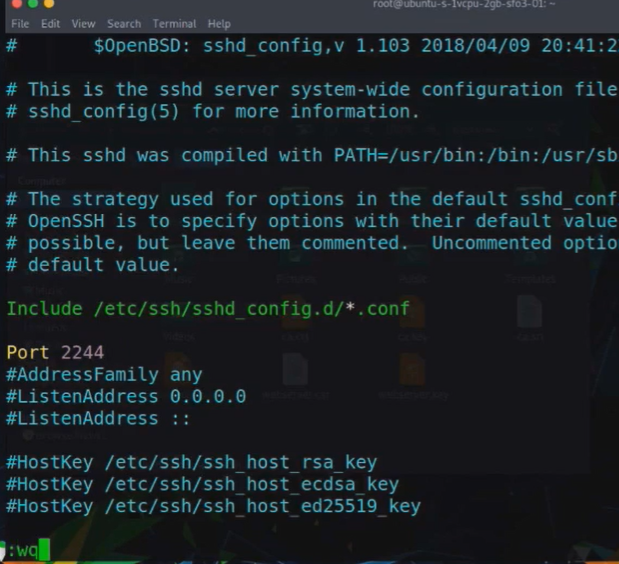 root@ubuntu-s-1vcpu-2gb-sfo3-01: ~
File Edit View Search Terminal Help
#       $OpenBSD: sshd_config,v 1.103 2018/04/09 20:41:2
# This is the sshd server system-wide configuration file
# sshd_config(5) for more information.
# This sshd was compiled with PATH=/usr/bin:/bin:/usr/sb
# The strategy used for options in the default sshd_conf
# OpenSSH is to specify options with their default value
# possible, but leave them commented.  Uncommented optio
# default value.
Include /etc/ssh/sshd_config.d/*.conf
Port 2244
#AddressFamily any
#ListenAddress 0.0.0.0
#ListenAddress ::
#HostKey /etc/ssh/ssh_host_rsa_key
#HostKey /etc/ssh/ssh_host_ecdsa_key
#HostKey /etc/ssh/ssh_host_ed25519_key
:wq